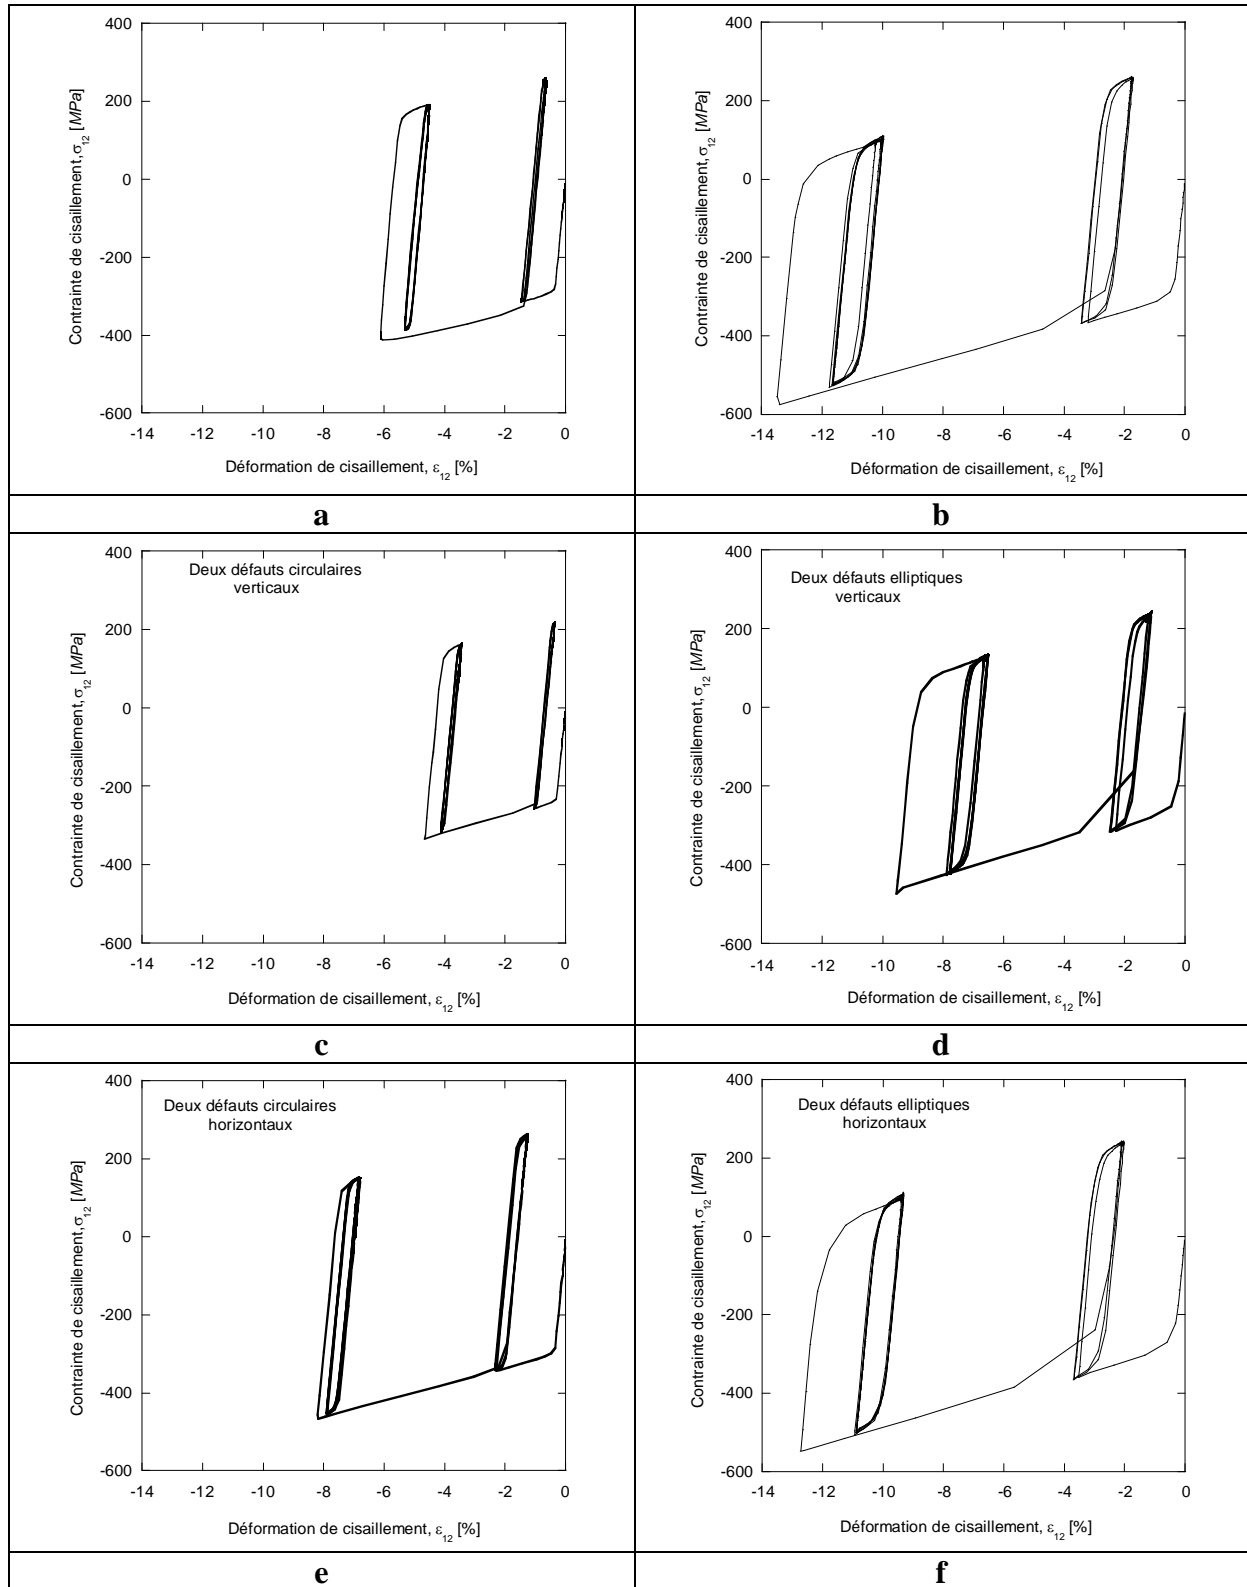 400
200
0
-200
-400
-600
Contrainte de cisaillement, σ12 [MPa]
-14 -12 -10 -8 -6 -4 -2 0
Déformation de cisaillement, ε12 [%]
400
200
0
-200
-400
-600
Contrainte de cisaillement, σ12 [MPa]
-14 -12 -10 -8 -6 -4 -2 0
Déformation de cisaillement, ε12 [%]
a
b
400
200
0
-200
-400
-600
Contrainte de cisaillement, σ12 [MPa]
Deux défauts circulaires
verticaux
-14 -12 -10 -8 -6 -4 -2 0
Déformation de cisaillement, ε12 [%]
400
200
0
-200
-400
-600
Contrainte de cisaillement, σ12 [MPa]
Deux défauts elliptiques
verticaux
-14 -12 -10 -8 -6 -4 -2 0
Déformation de cisaillement, ε12 [%]
c
d
400
200
0
-200
-400
-600
Contrainte de cisaillement, σ12 [MPa]
Deux défauts circulaires
horizontaux
-14 -12 -10 -8 -6 -4 -2 0
Déformation de cisaillement, ε12 [%]
400
200
0
-200
-400
-600
Contrainte de cisaillement, σ12 [MPa]
Deux défauts elliptiques
horizontaux
-14 -12 -10 -8 -6 -4 -2 0
Déformation de cisaillement, ε12 [%]
e
f